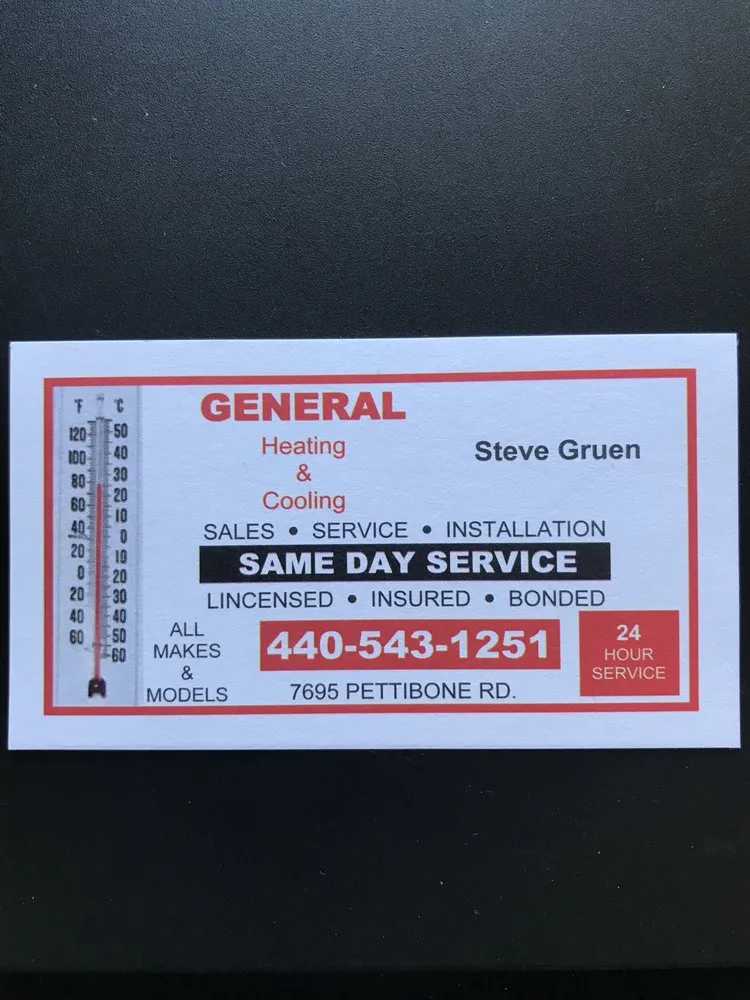 GENERAL
Heating
&
Cooling
Steve Gruen
SALES • SERVICE • INSTALLATION
SAME DAY SERVICE
LINCENSED • INSURED • BONDED
ALL
MAKES
&
MODELS
440-543-1251
7695 PETTIBONE RD.
24
HOUR
SERVICE
°F °C
120 50
100 40
80 30
60 20
40 10
20 0
0 10
20 20
40 30
60 40
50
60